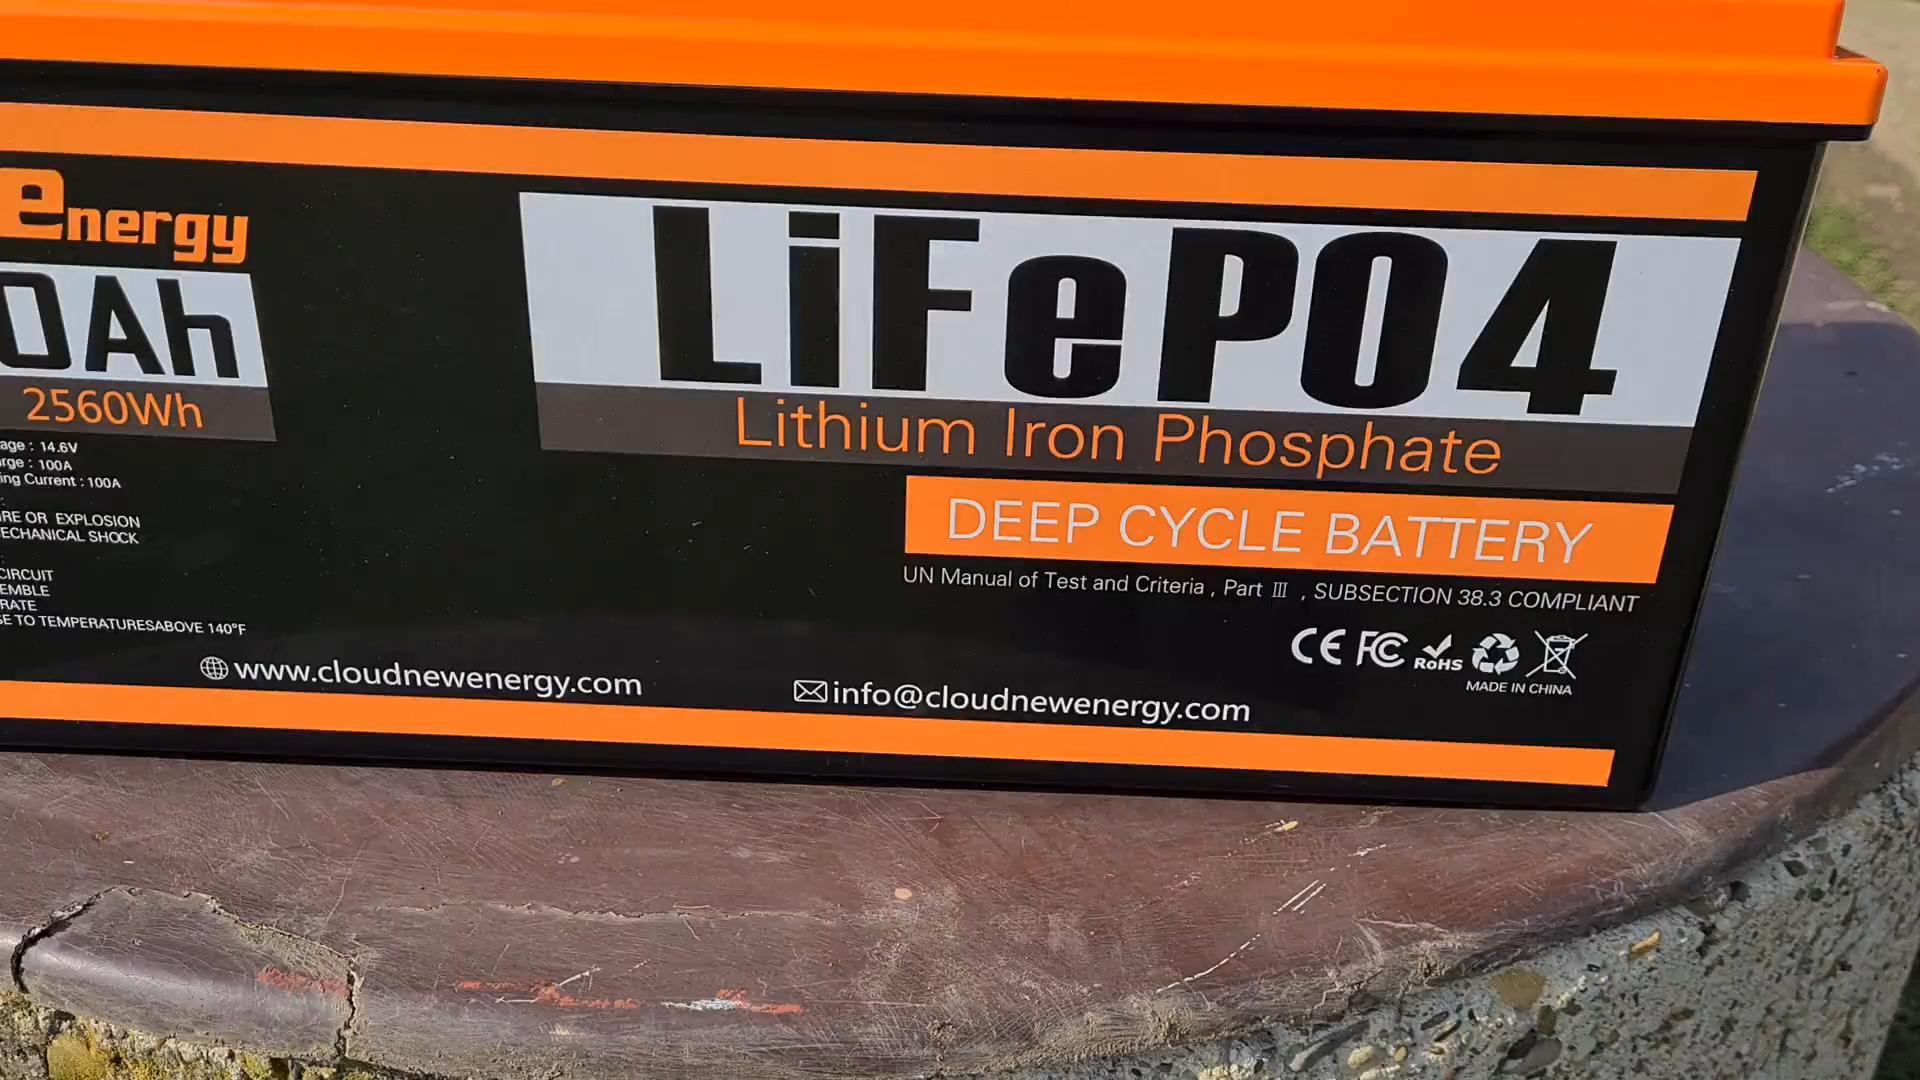 energy
0Ah
2560Wh
age : 14.6V
rge : 100A
ing Current : 100A
RE OR EXPLOSION
ECHANICAL SHOCK
CIRCUIT
EMBLE
RATE
SE TO TEMPERATURESABOVE 140°F
www.cloudnewenergy.com
LiFePO4
Lithium Iron Phosphate
DEEP CYCLE BATTERY
UN Manual of Test and Criteria , Part III , SUBSECTION 38.3 COMPLIANT
CE FC RoHS
MADE IN CHINA
info@cloudnewenergy.com